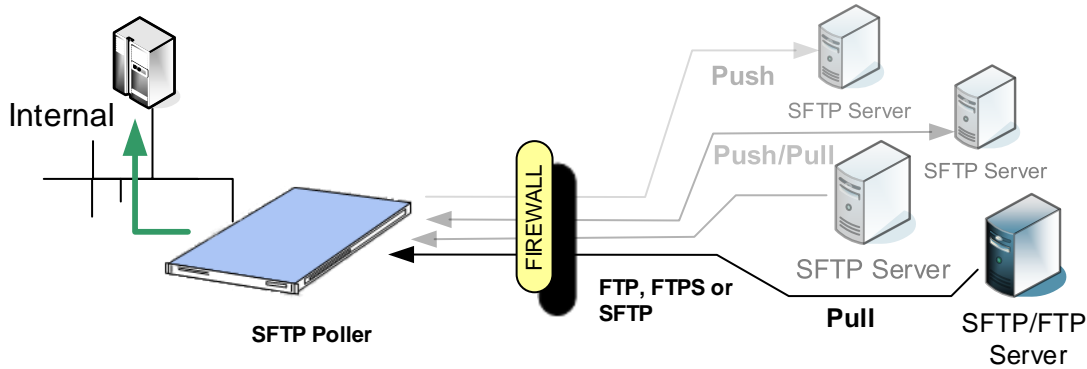 Internal
Push
SFTP Server
Push/Pull
SFTP Server
FIREWALL
SFTP Server
FTP, FTPS or
SFTP
Pull
SFTP Poller
SFTP/FTP
Server